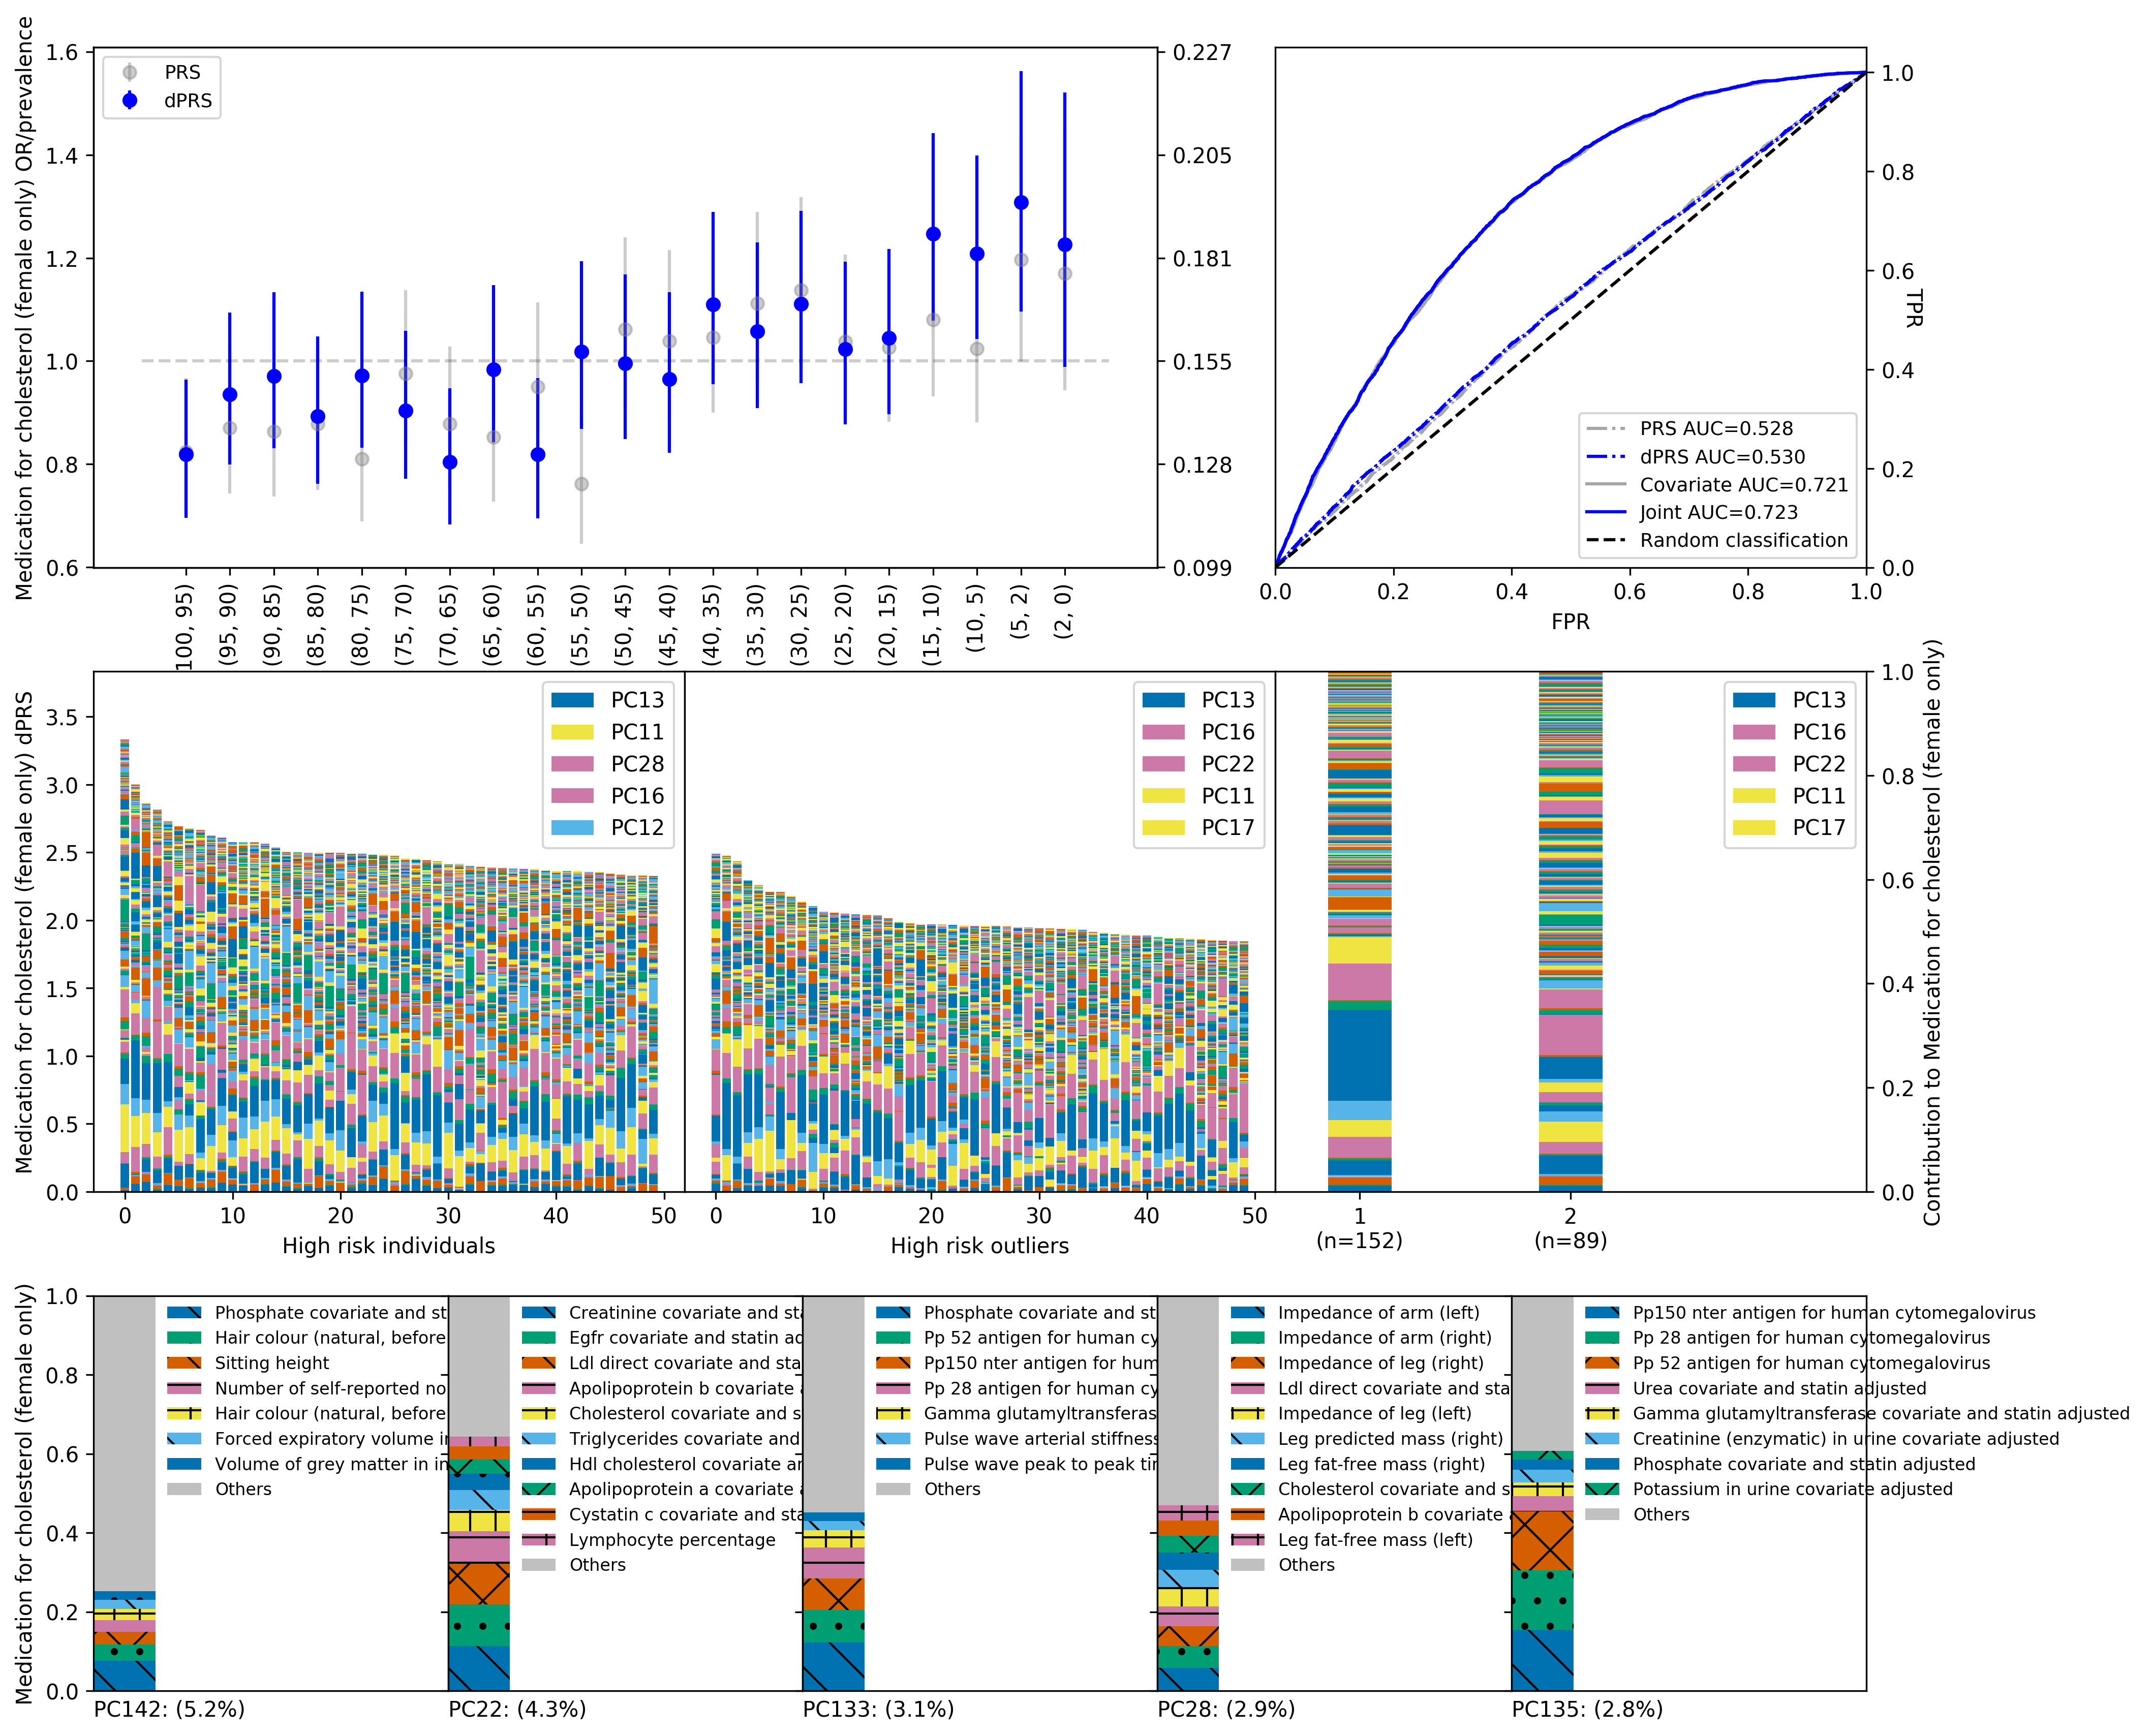 Medication for cholesterol (female only) OR/prevalence
1.6
1.4
1.2
1.0
0.8
0.6
PRS
dPRS
0.227
0.205
0.181
0.155
0.128
0.099
100, 95)
(95, 90)
(90, 85)
(85, 80)
(80, 75)
(75, 70)
(70, 65)
(65, 60)
(60, 55)
(55, 50)
(50, 45)
(45, 40)
(40, 35)
(35, 30)
(30, 25)
(25, 20)
(20, 15)
(15, 10)
(10, 5)
(5, 2)
(2, 0)
PRS AUC=0.528
dPRS AUC=0.530
Covariate AUC=0.721
Joint AUC=0.723
Random classification
1.0
0.8
0.6
0.4
0.2
0.0
TPR
0.0 0.2 0.4 0.6 0.8 1.0
FPR
Medication for cholesterol (female only) dPRS
3.5
3.0
2.5
2.0
1.5
1.0
0.5
0.0
PC13
PC11
PC28
PC16
PC12
0 10 20 30 40 50
High risk individuals
PC13
PC16
PC22
PC11
PC17
0 10 20 30 40 50
High risk outliers
PC13
PC16
PC22
PC11
PC17
1
(n=152)
2
(n=89)
1.0
0.8
0.6
0.4
0.2
0.0
Contribution to Medication for cholesterol (female only)
Medication for cholesterol (female only)
1.0
0.8
0.6
0.4
0.2
0.0
Phosphate covariate and st
Hair colour (natural, before
Sitting height
Number of self-reported no
Hair colour (natural, before
Forced expiratory volume i
Volume of grey matter in in
Others
PC142: (5.2%)
Creatinine covariate and sta
Egfr covariate and statin ad
Ldl direct covariate and sta
Apolipoprotein b covariate
Cholesterol covariate and s
Triglycerides covariate and
Hdl cholesterol covariate ar
Apolipoprotein a covariate
Cystatin c covariate and sta
Lymphocyte percentage
Others
PC22: (4.3%)
Phosphate covariate and st
Pp 52 antigen for human cy
Pp150 nter antigen for hum
Pp 28 antigen for human cy
Gamma glutamyltransferas
Pulse wave arterial stiffness
Pulse wave peak to peak tir
Others
PC133: (3.1%)
Impedance of arm (left)
Impedance of arm (right)
Impedance of leg (right)
Ldl direct covariate and sta
Impedance of leg (left)
Leg predicted mass (right)
Leg fat-free mass (right)
Cholesterol covariate and s
Apolipoprotein b covariate
Leg fat-free mass (left)
Others
PC28: (2.9%)
Pp150 nter antigen for human cytomegalovirus
Pp 28 antigen for human cytomegalovirus
Pp 52 antigen for human cytomegalovirus
Urea covariate and statin adjusted
Gamma glutamyltransferase covariate and statin adjusted
Creatinine (enzymatic) in urine covariate adjusted
Phosphate covariate and statin adjusted
Potassium in urine covariate adjusted
Others
PC135: (2.8%)